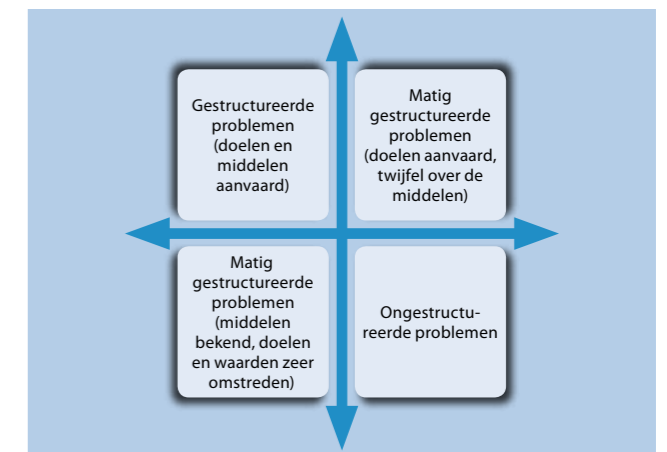 Gestructureerde
problemen
(doelen en
middelen
aanvaard)
Matig
gestructureerde
problemen
(doelen aanvaard,
twijfel over de
middelen)
Matig
gestructureerde
problemen
(middelen
bekend, doelen
en waarden zeer
omstreden)
Ongestructu-
reerde problemen